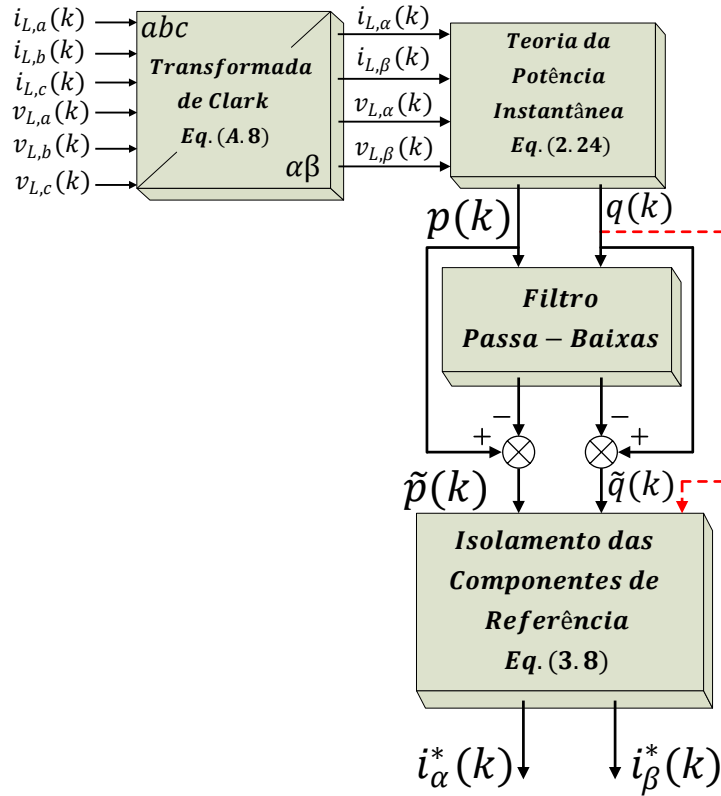 i_{L,a}(k)
i_{L,b}(k)
i_{L,c}(k)
v_{L,a}(k)
v_{L,b}(k)
v_{L,c}(k)
abc
Transformada
de Clark
Eq. (A. 8)
αβ
i_{L,α}(k)
i_{L,β}(k)
v_{L,α}(k)
v_{L,β}(k)
Teoria da
Potência
Instantânea
Eq. (2. 24)
p(k)
q(k)
Filtro
Passa − Baixas
−
−
+
+
p̃(k)
q̃(k)
Isolamento das
Componentes de
Referência
Eq. (3. 8)
i*_α(k)
i*_β(k)